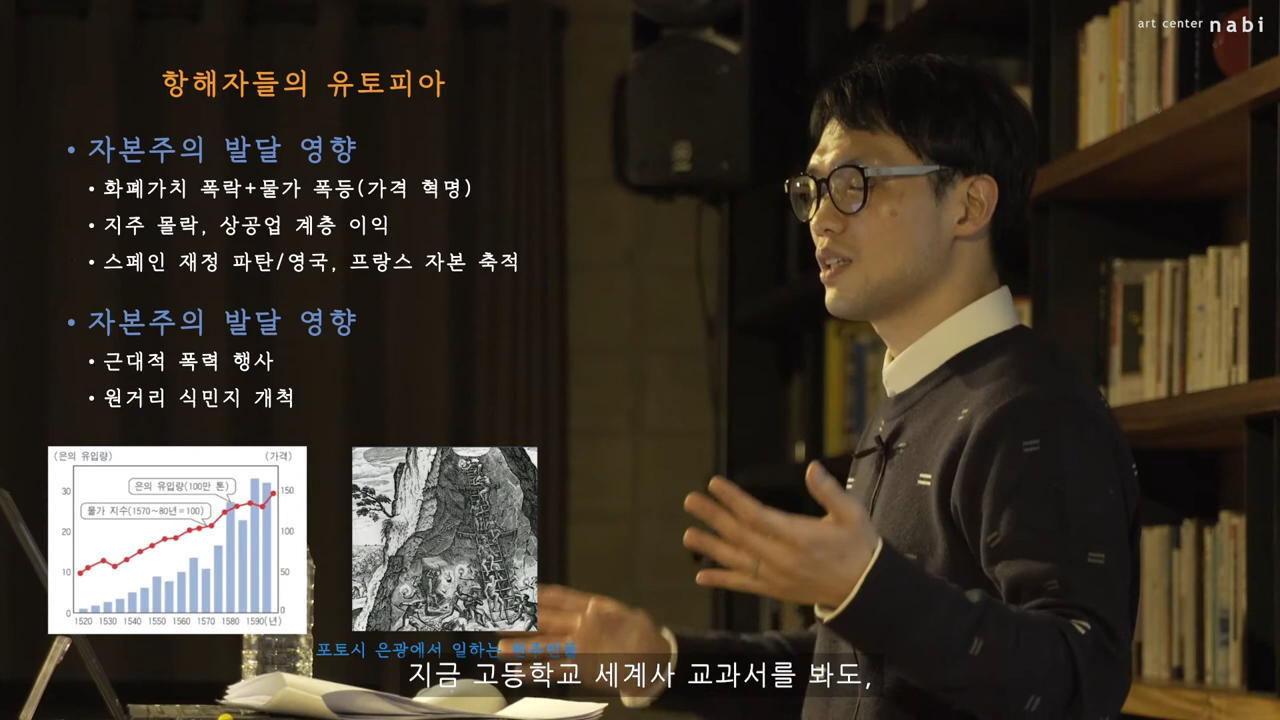 art center nabi
항해자들의 유토피아
• 자본주의 발달 영향
• 화폐가치 폭락+물가 폭등(가격 혁명)
• 지주 몰락, 상공업 계층 이익
• 스페인 재정 파탄/영국, 프랑스 자본 축적
• 자본주의 발달 영향
• 근대적 폭력 행사
• 원거리 식민지 개척
(은의 유입량) (가격)
은의 유입량(100만 톤)
물가 지수(1570~80년=100)
30 150
20 100
10 50
0 0
1520 1530 1540 1550 1560 1570 1580 1590(년)
포토시 은광에서 일하는 원주민들
지금 고등학교 세계사 교과서를 봐도,